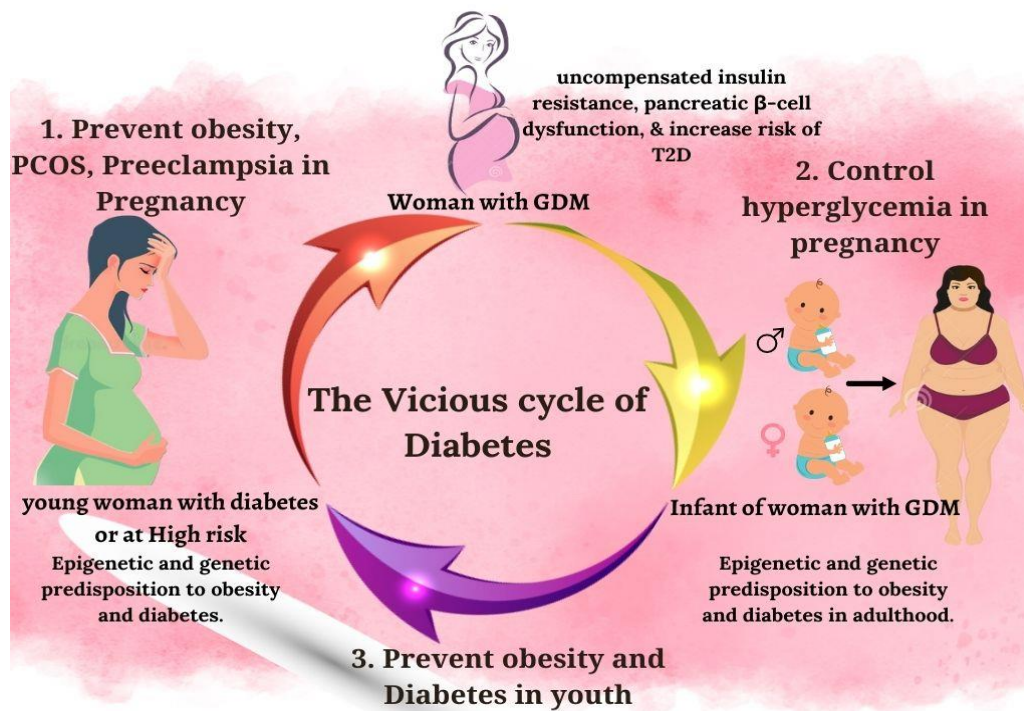 uncompensated insulin
resistance, pancreatic β-cell
dysfunction, & increase risk of
T2D
1. Prevent obesity,
PCOS, Preeclampsia in
Pregnancy
Woman with GDM
2. Control
hyperglycemia in
pregnancy
The Vicious cycle of
Diabetes
young woman with diabetes
or at High risk
Epigenetic and genetic
predisposition to obesity
and diabetes.
Infant of woman with GDM
Epigenetic and genetic
predisposition to obesity
and diabetes in adulthood.
3. Prevent obesity and
Diabetes in youth